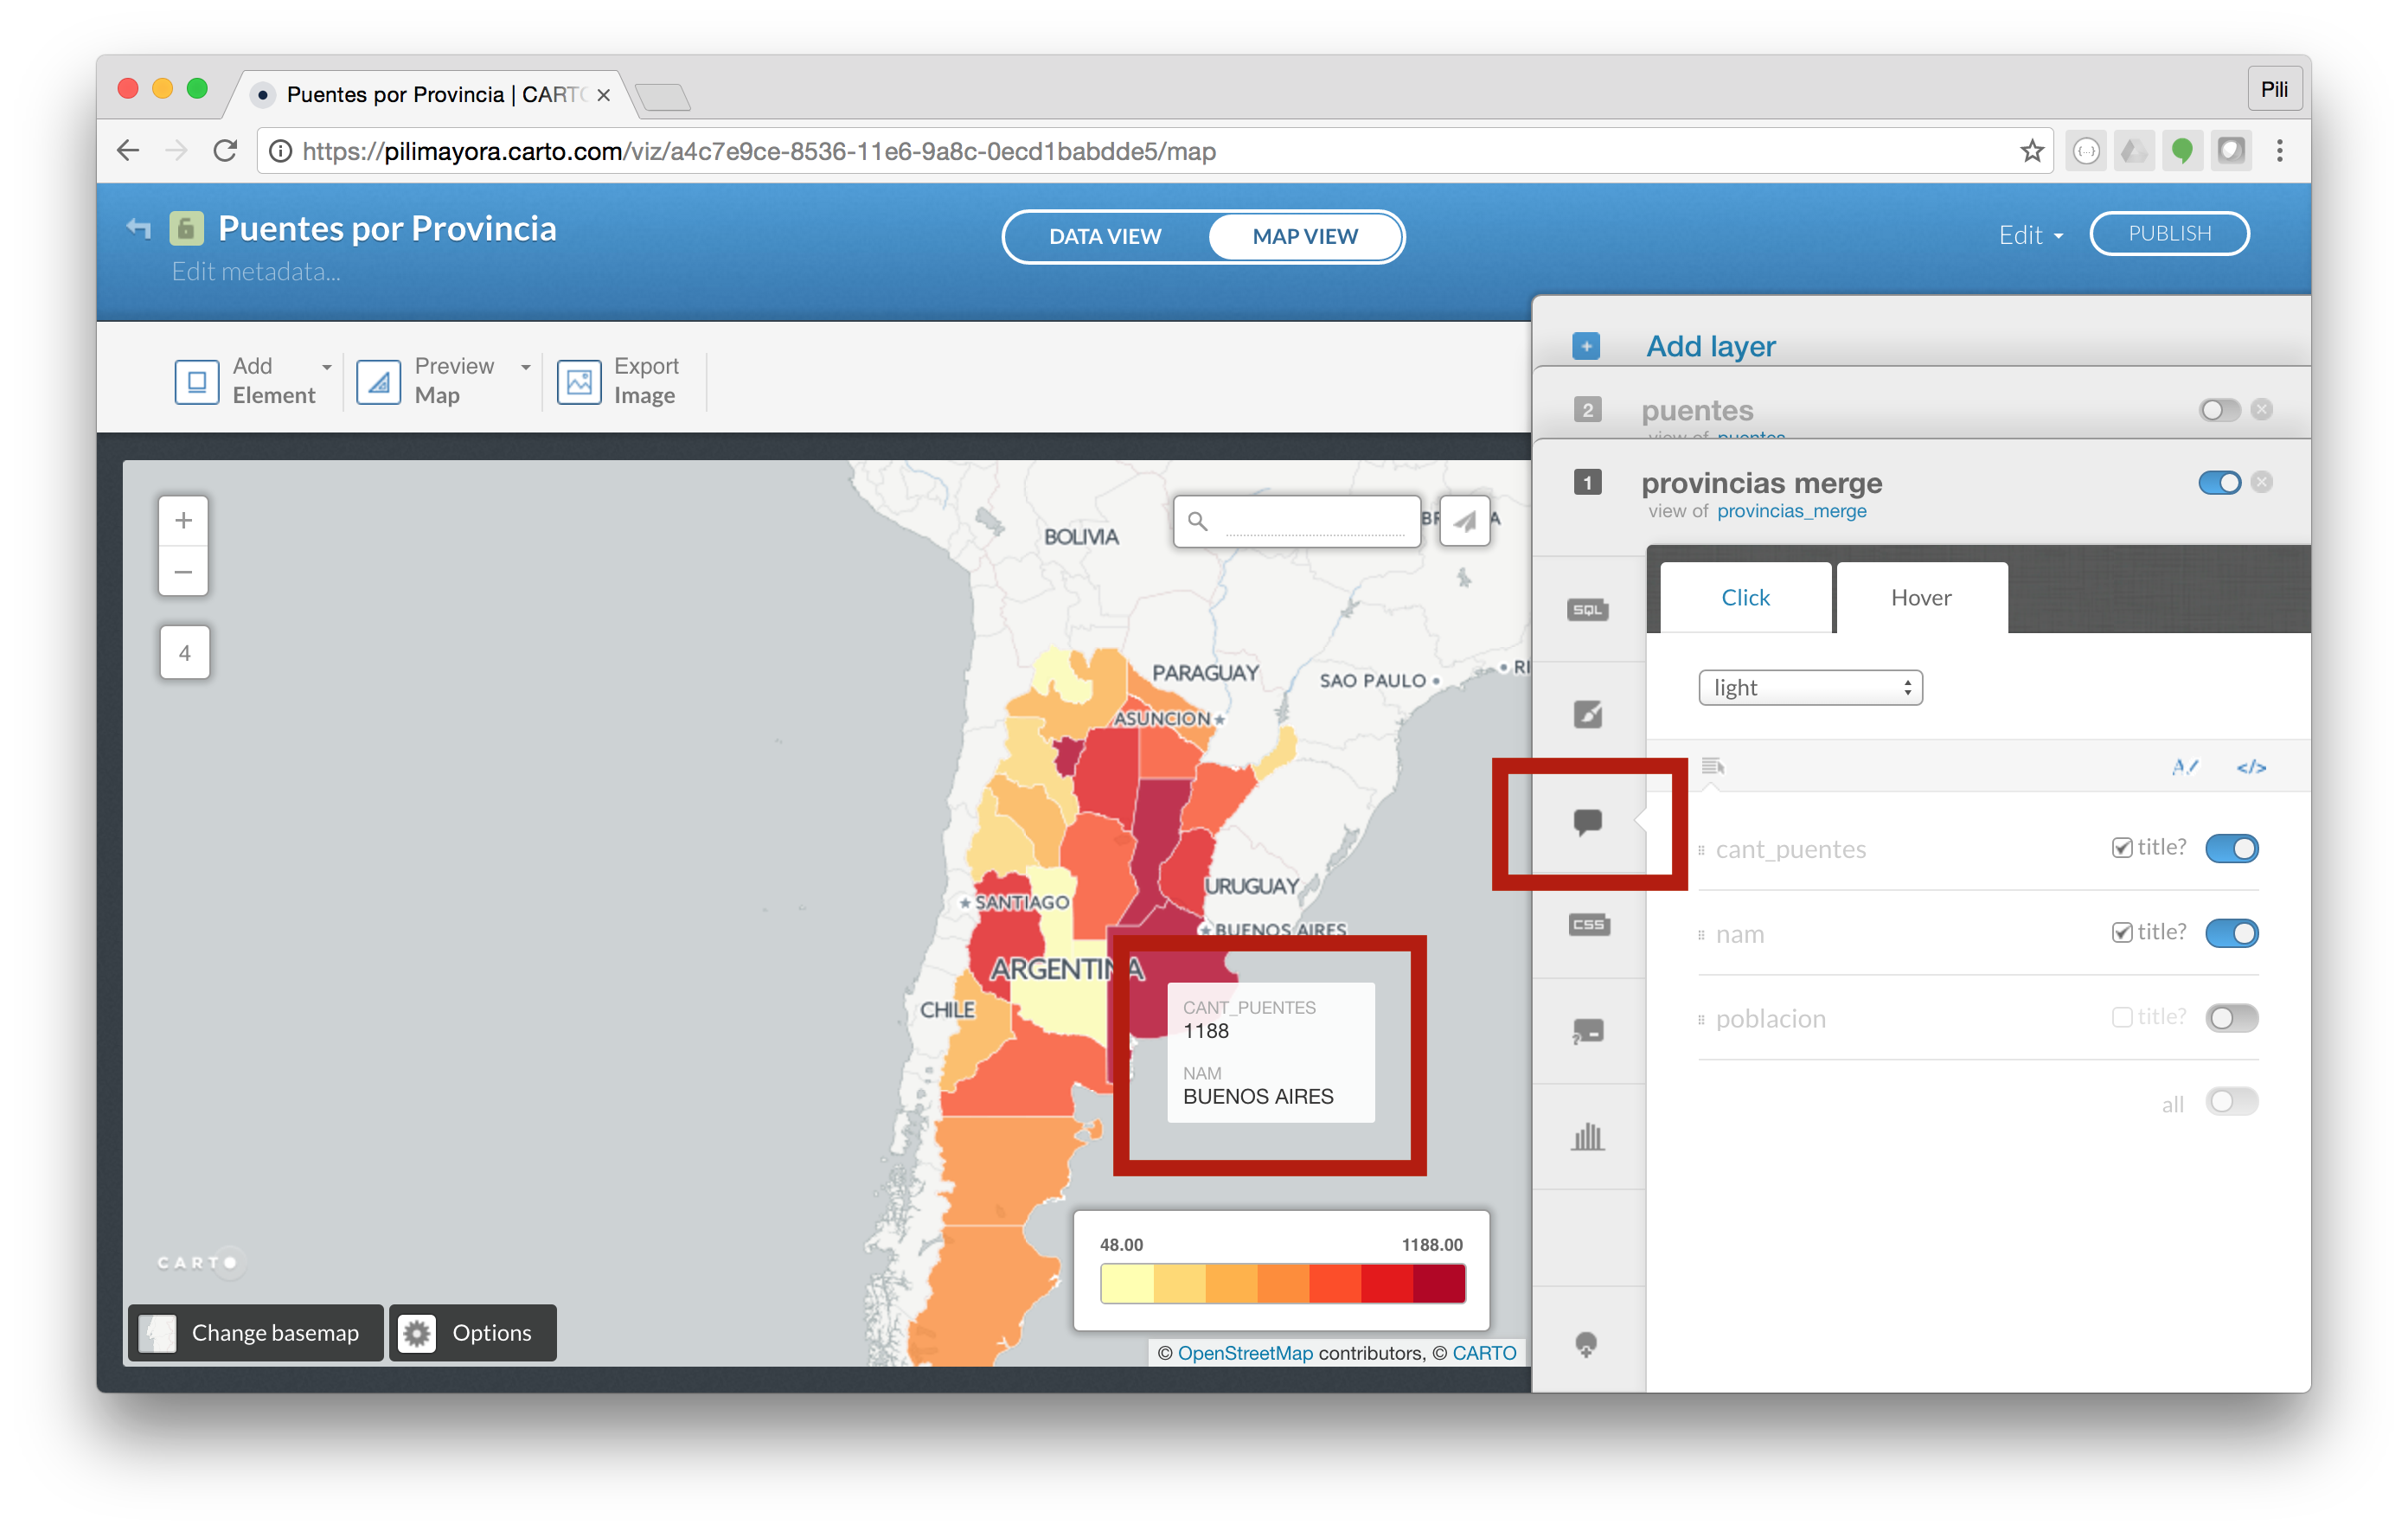 Puentes por Provincia | CARTO
Pili
https://pilimayora.carto.com/viz/a4c7e9ce-8536-11e6-9a8c-0ecd1babdde5/map
Puentes por Provincia
Edit metadata...
DATA VIEW
MAP VIEW
Edit
PUBLISH
Add
Element
Preview
Map
Export
Image
Add layer
2
puentes
view of puentes
1
provincias merge
view of provincias_merge
Click
Hover
light
SQL
A
</>
cant_puentes
title?
nam
title?
CSS
poblacion
title?
all
+
−
4
BOLIVIA
PARAGUAY
SAO PAULO
RI
ASUNCION
URUGUAY
SANTIAGO
BUENOS AIRES
ARGENTINA
CHILE
CANT_PUENTES
1188
NAM
BUENOS AIRES
48.00
1188.00
CARTO
Change basemap
Options
© OpenStreetMap contributors, © CARTO